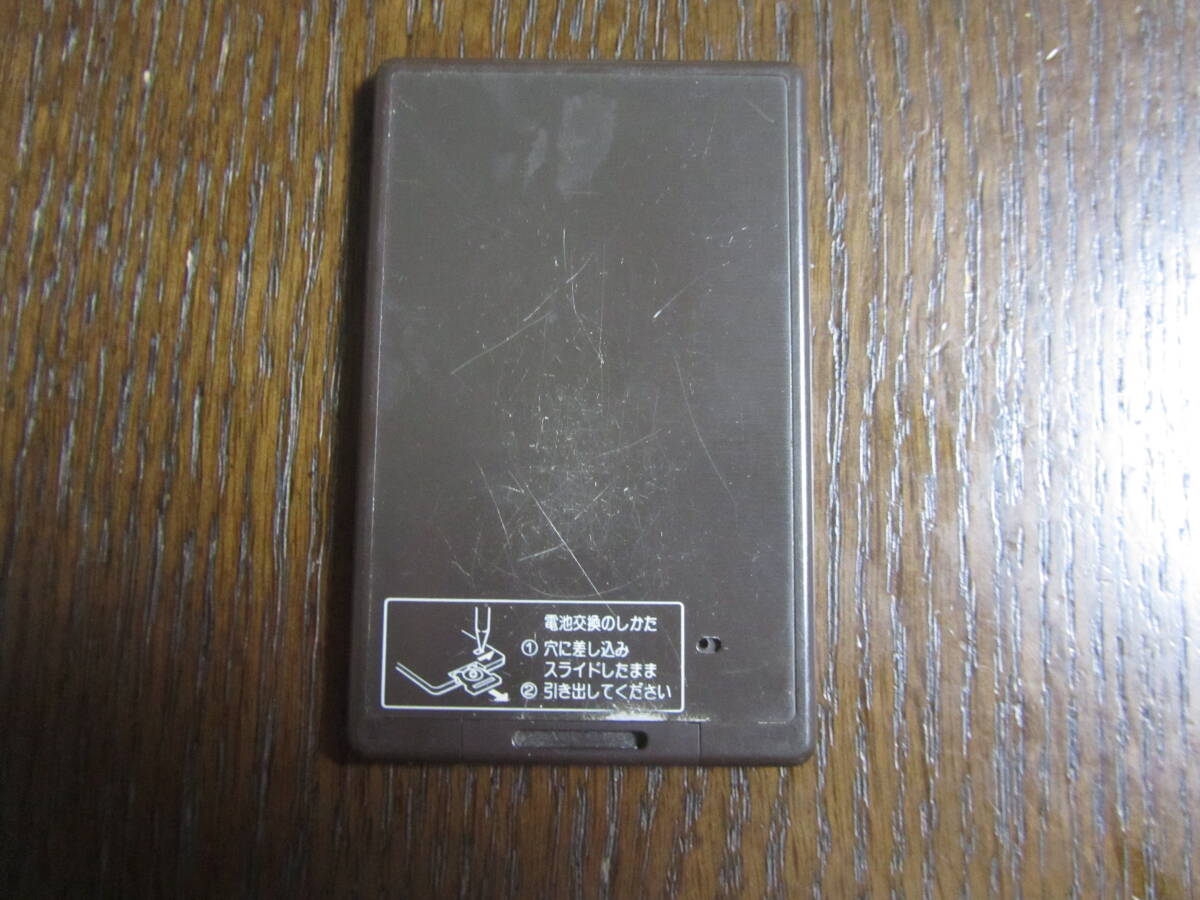 電池交換のしかた
① 穴に差し込み
スライドしたまま
② 引き出してください